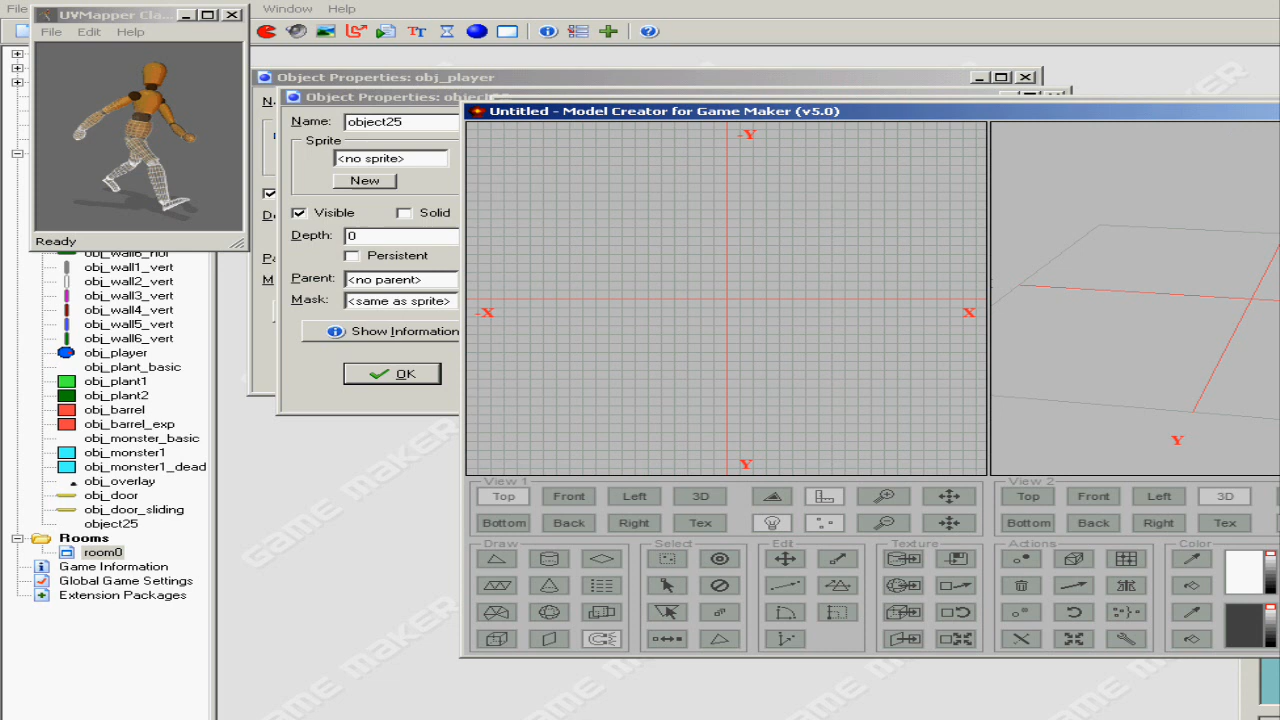 File
Window Help
UVMapper Cla...
File Edit Help
Ready
Object Properties: obj_player
Name: object25
Sprite
<no sprite>
New
Visible Solid
Depth: 0
Persistent
Parent: <no parent>
Mask: <same as sprite>
Show Information
OK
Untitled - Model Creator for Game Maker (v5.0)
-Y
-X
X
Y
Y
View 1
Top Front Left 3D
Bottom Back Right Tex
View 2
Top Front Left 3D
Bottom Back Right Tex
Draw Select Edit Texture Actions Color
obj_wall1_vert
obj_wall2_vert
obj_wall3_vert
obj_wall4_vert
obj_wall5_vert
obj_wall6_vert
obj_player
obj_plant_basic
obj_plant1
obj_plant2
obj_barrel
obj_barrel_exp
obj_monster_basic
obj_monster1
obj_monster1_dead
obj_overlay
obj_door
obj_door_sliding
object25
Rooms
room0
Game Information
Global Game Settings
Extension Packages
GAME MAKER